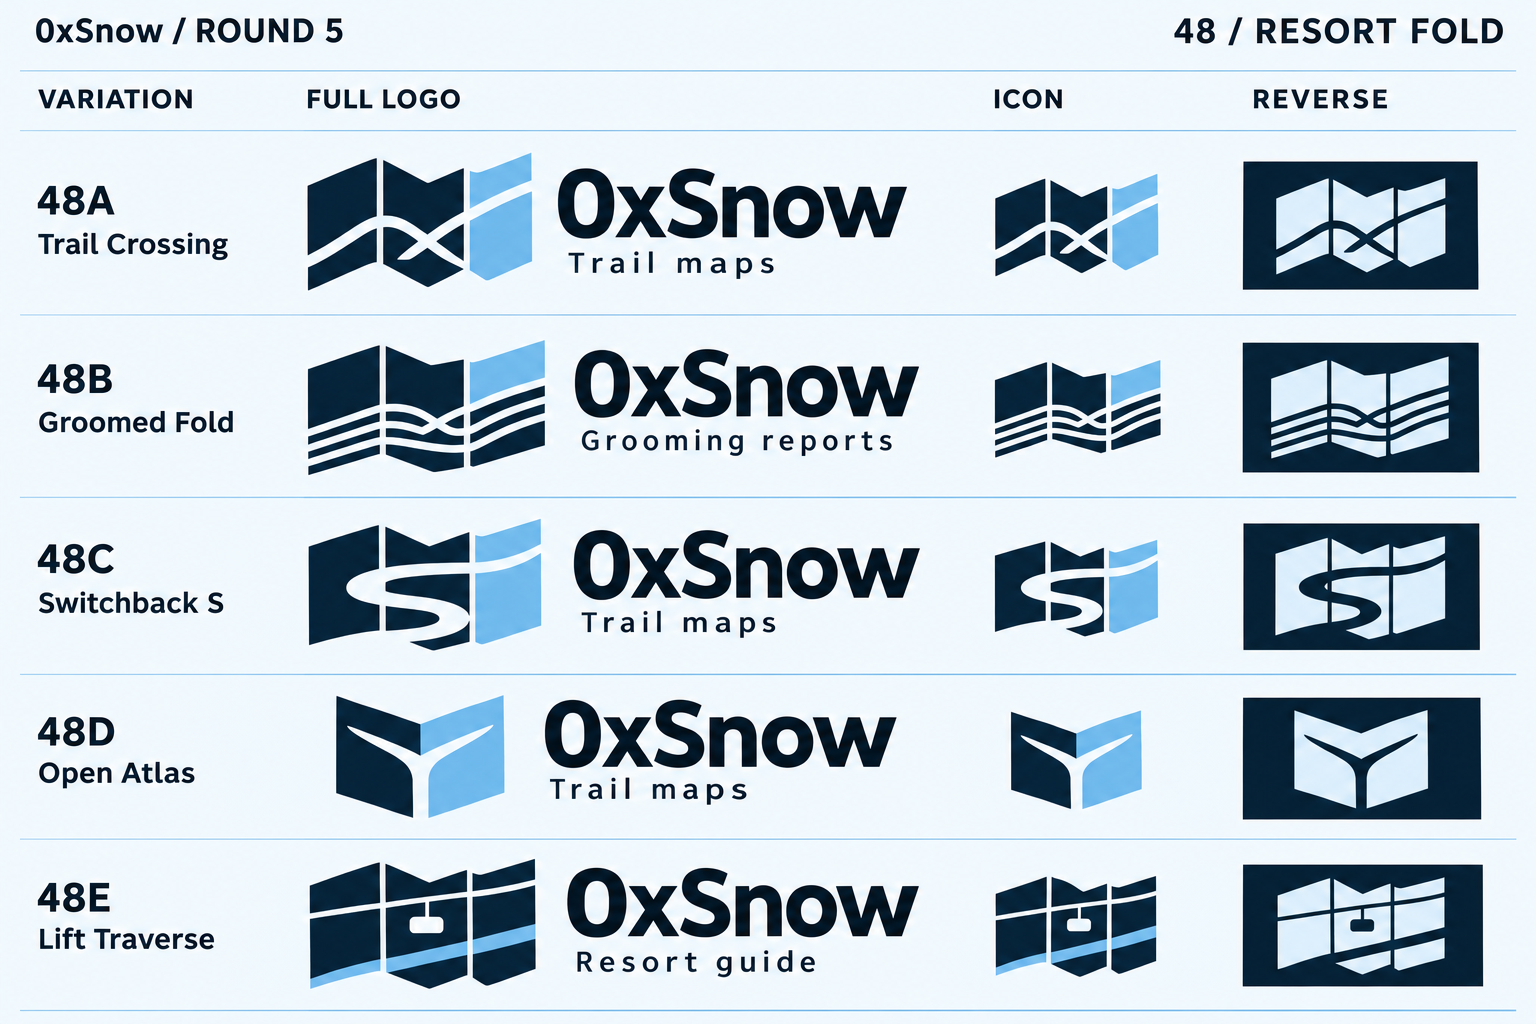 0xSnow / ROUND 5
48 / RESORT FOLD
VARIATION
FULL LOGO
ICON
REVERSE
48A
Trail Crossing
0xSnow
Trail maps
48B
Groomed Fold
0xSnow
Grooming reports
48C
Switchback S
0xSnow
Trail maps
48D
Open Atlas
0xSnow
Trail maps
48E
Lift Traverse
0xSnow
Resort guide